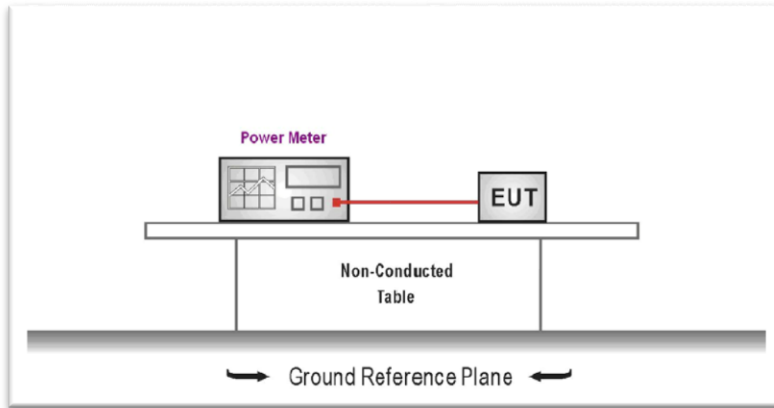 Power Meter
EUT
Non-Conducted
Table
Ground Reference Plane